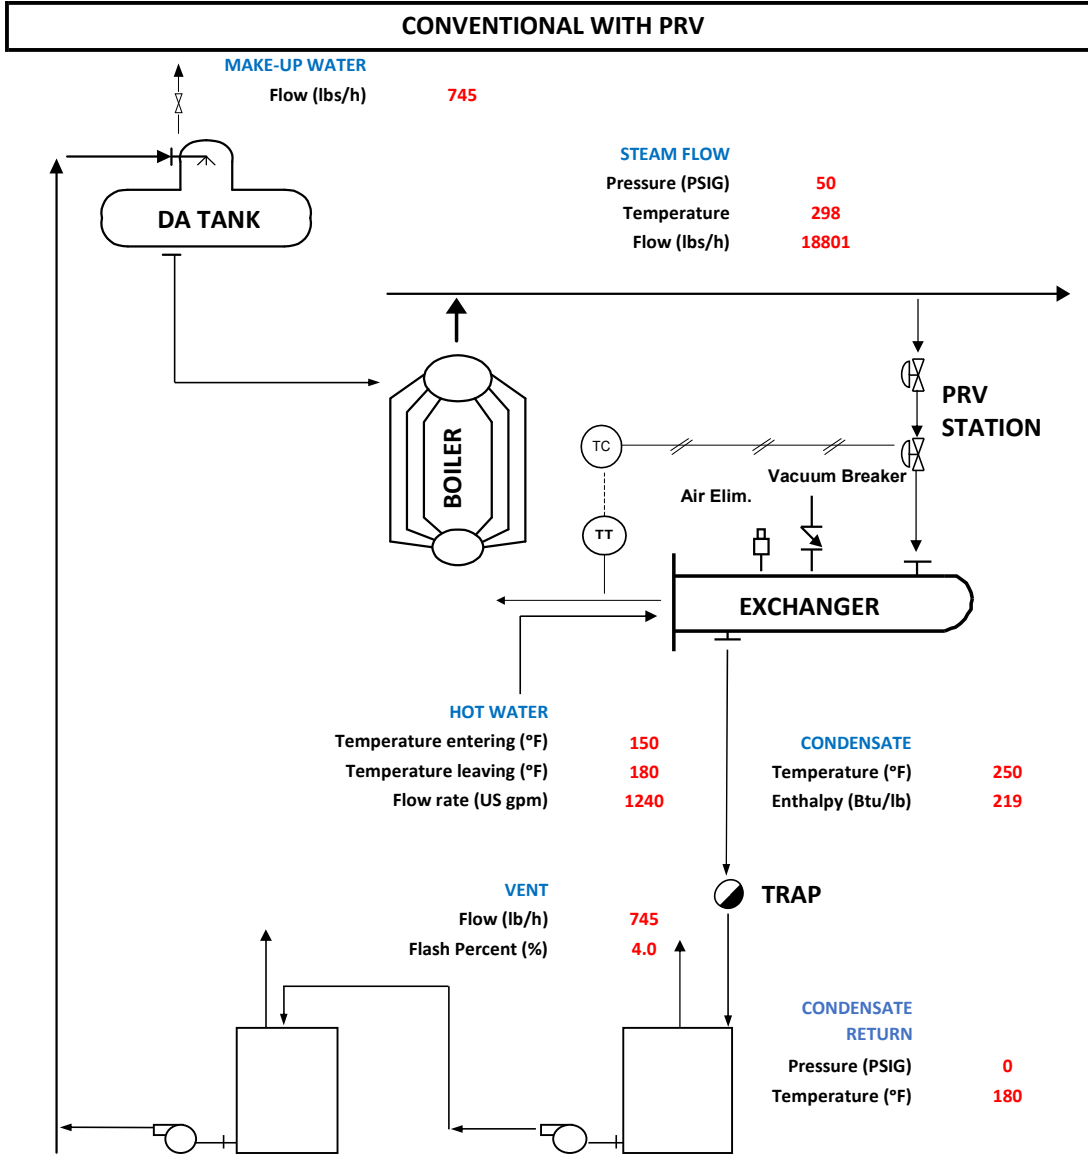 CONVENTIONAL WITH PRV
MAKE-UP WATER
Flow (lbs/h) 745
STEAM FLOW
Pressure (PSIG) 50
Temperature 298
Flow (lbs/h) 18801
DA TANK
PRV
STATION
BOILER
TC
Vacuum Breaker
Air Elim.
TT
EXCHANGER
HOT WATER
Temperature entering (°F) 150
Temperature leaving (°F) 180
Flow rate (US gpm) 1240
CONDENSATE
Temperature (°F) 250
Enthalpy (Btu/lb) 219
TRAP
VENT
Flow (lb/h) 745
Flash Percent (%) 4.0
CONDENSATE
RETURN
Pressure (PSIG) 0
Temperature (°F) 180